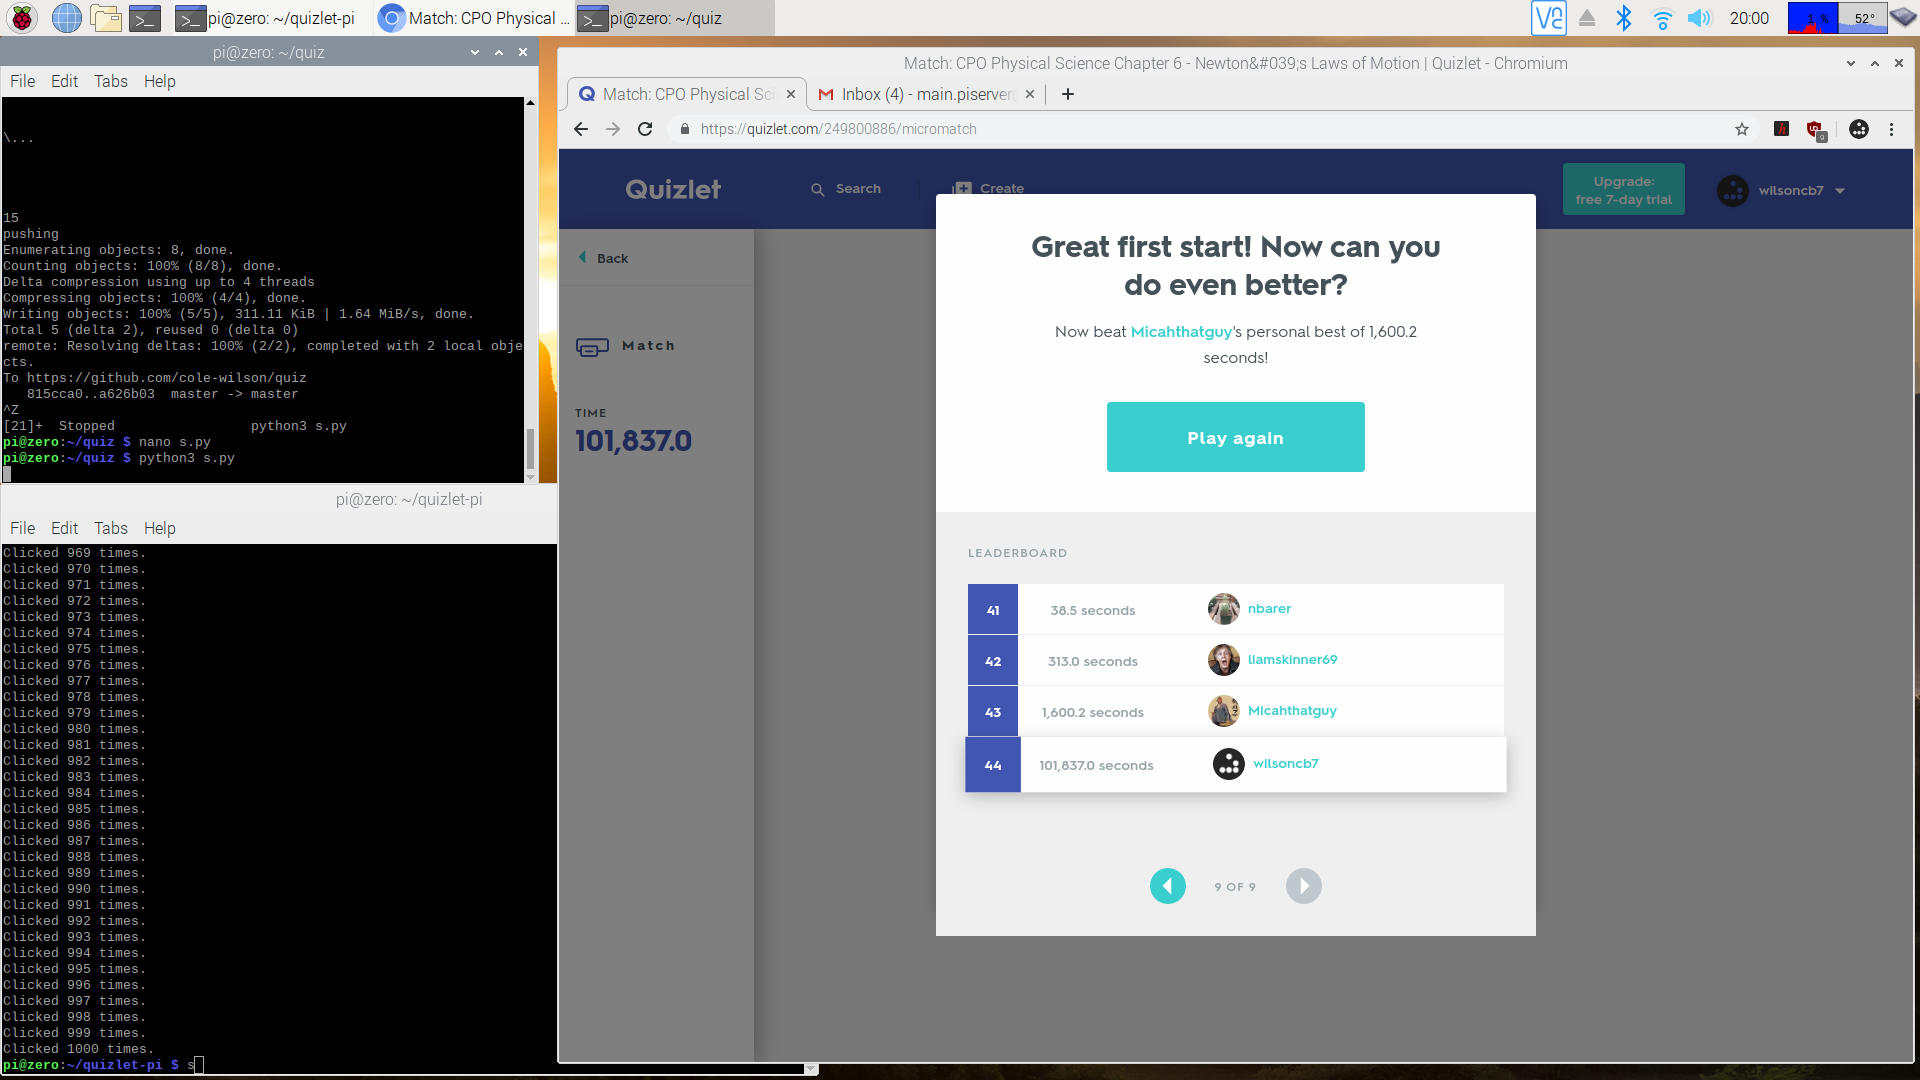 pi@zero: ~/quizlet-pi
Match: CPO Physical ...
pi@zero: ~/quiz
20:00
1 %
52°
pi@zero: ~/quiz
File Edit Tabs Help
\...
15
pushing
Enumerating objects: 8, done.
Counting objects: 100% (8/8), done.
Delta compression using up to 4 threads
Compressing objects: 100% (4/4), done.
Writing objects: 100% (5/5), 311.11 KiB | 1.64 MiB/s, done.
Total 5 (delta 2), reused 0 (delta 0)
remote: Resolving deltas: 100% (2/2), completed with 2 local obje
cts.
To https://github.com/cole-wilson/quiz
815cca0..a626b03 master -> master
^Z
[21]+ Stopped python3 s.py
pi@zero:~/quiz $ nano s.py
pi@zero:~/quiz $ python3 s.py
pi@zero: ~/quizlet-pi
File Edit Tabs Help
Clicked 969 times.
Clicked 970 times.
Clicked 971 times.
Clicked 972 times.
Clicked 973 times.
Clicked 974 times.
Clicked 975 times.
Clicked 976 times.
Clicked 977 times.
Clicked 978 times.
Clicked 979 times.
Clicked 980 times.
Clicked 981 times.
Clicked 982 times.
Clicked 983 times.
Clicked 984 times.
Clicked 985 times.
Clicked 986 times.
Clicked 987 times.
Clicked 988 times.
Clicked 989 times.
Clicked 990 times.
Clicked 991 times.
Clicked 992 times.
Clicked 993 times.
Clicked 994 times.
Clicked 995 times.
Clicked 996 times.
Clicked 997 times.
Clicked 998 times.
Clicked 999 times.
Clicked 1000 times.
pi@zero:~/quizlet-pi $ s
Match: CPO Physical Science Chapter 6 - Newton&#039;s Laws of Motion | Quizlet - Chromium
Match: CPO Physical Sci
Inbox (4) - main.piserver
https://quizlet.com/249800886/micromatch
Quizlet
Search
Create
Upgrade:
free 7-day trial
wilsoncb7
Back
Match
TIME
101,837.0
Great first start! Now can you
do even better?
Now beat Micahthatguy's personal best of 1,600.2
seconds!
Play again
LEADERBOARD
41 38.5 seconds nbarer
42 313.0 seconds liamskinner69
43 1,600.2 seconds Micahthatguy
44 101,837.0 seconds wilsoncb7
9 OF 9